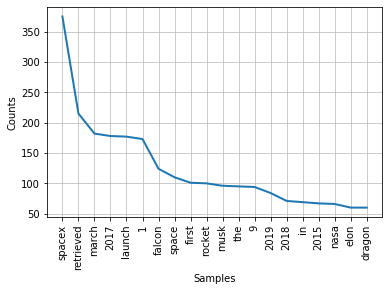 350
300
250
200
150
100
50
Counts
spacex
retrieved
march
2017
launch
1
falcon
space
first
rocket
musk
the
9
2019
2018
in
2015
nasa
elon
dragon
Samples